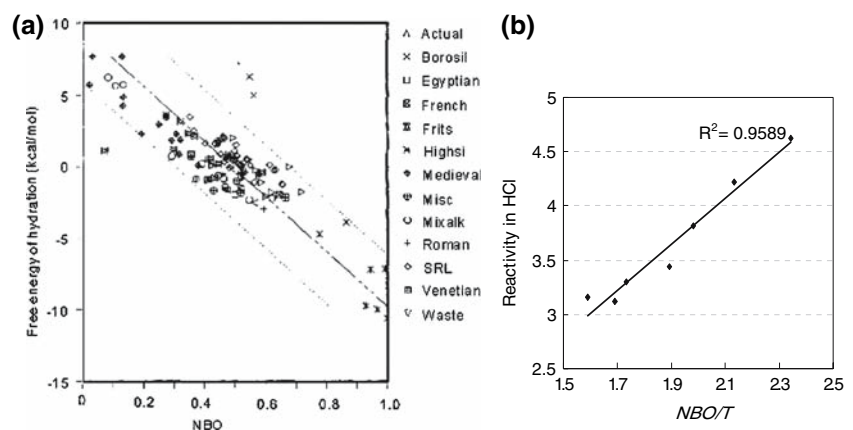 (a)
10
5
0
-5
-10
-15
0
0.2
0.4
0.6
0.8
1.0
Free energy of hydration (kcal/mol)
NBO
Actual
Borosil
Egyptian
French
Frits
Highsi
Medieval
Misc
Mixalk
Roman
SRL
Venetian
Waste
(b)
5
4.5
4
3.5
3
2.5
1.5
1.7
1.9
2.1
2.3
2.5
Reactivity in HCl
NBO/T
R²= 0.9589